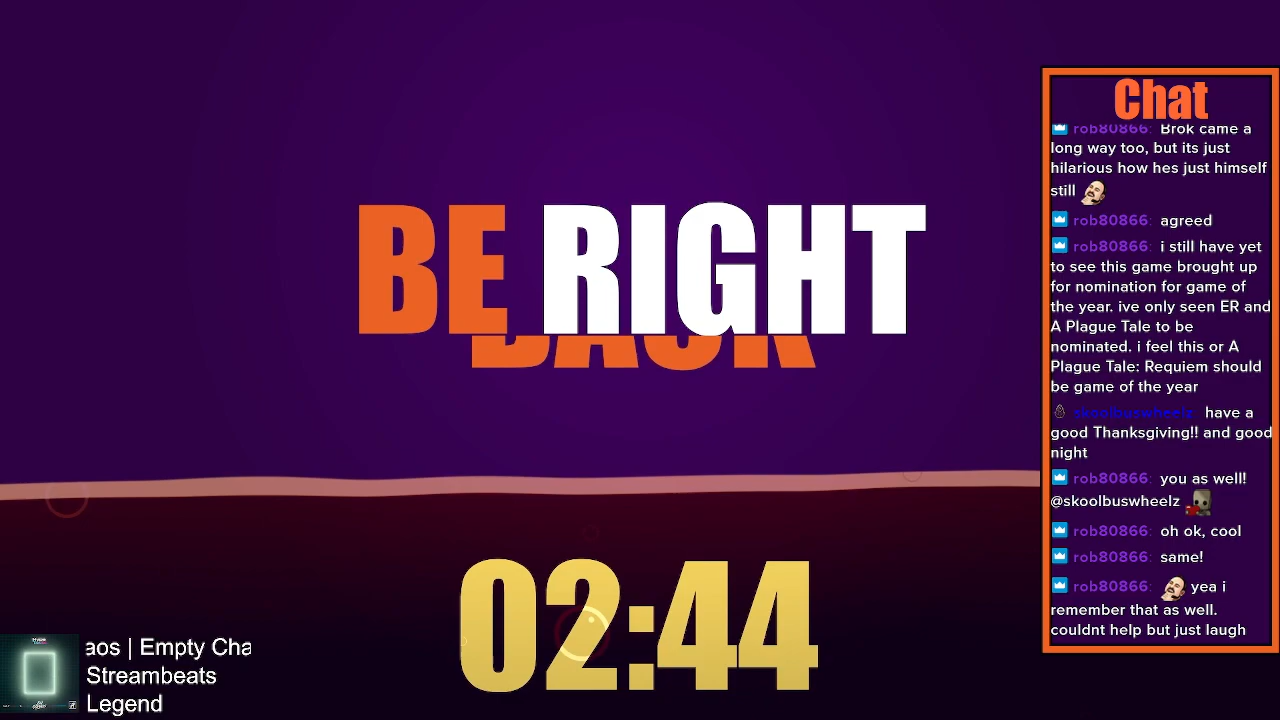 BE RIGHT
BACK
02:44
aos | Empty Cha
Streambeats
Legend
Chat
rob80866: Brok came a
long way too, but its just
hilarious how hes just himself
still
rob80866: agreed
rob80866: i still have yet
to see this game brought up
for nomination for game of
the year. ive only seen ER and
A Plague Tale to be
nominated. i feel this or A
Plague Tale: Requiem should
be game of the year
skoolbuswheelz: have a
good Thanksgiving!! and good
night
rob80866: you as well!
@skoolbuswheelz
rob80866: oh ok, cool
rob80866: same!
rob80866: yea i
remember that as well.
couldnt help but just laugh